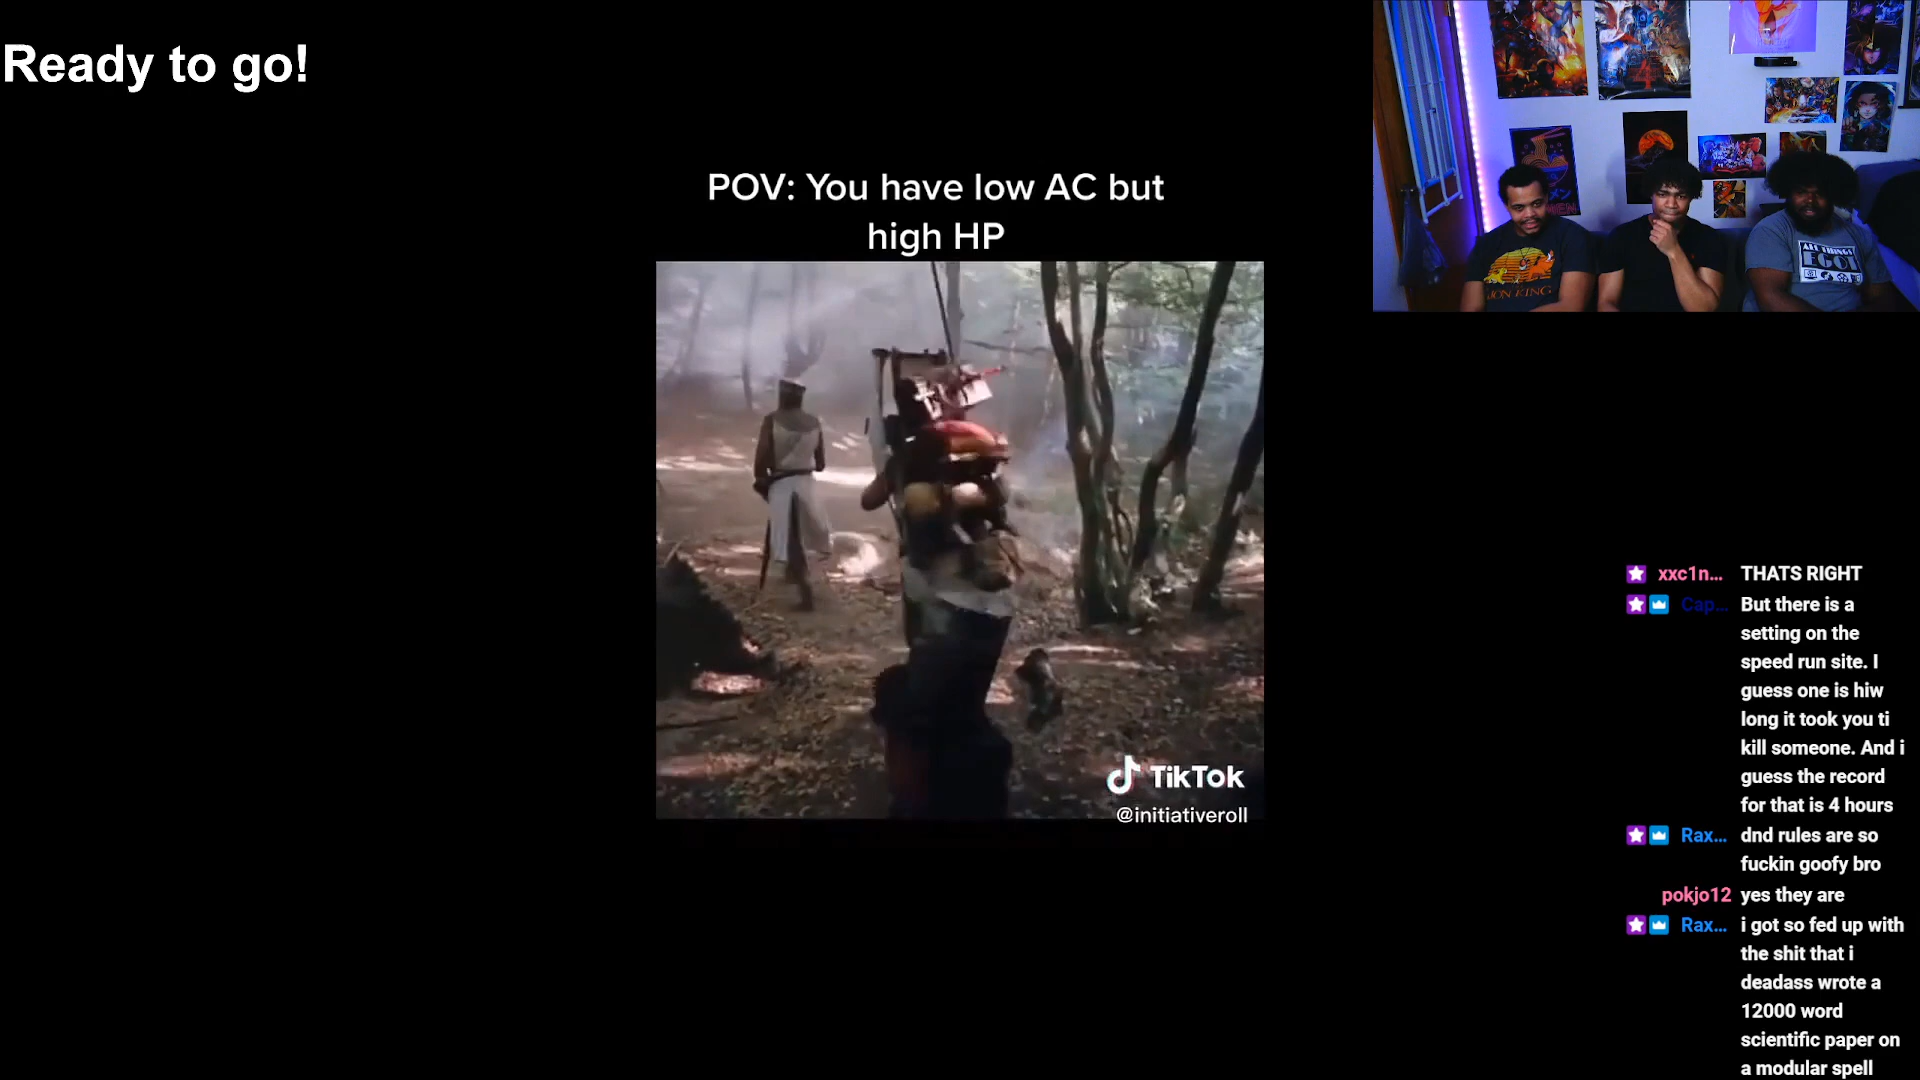 Ready to go!
POV: You have low AC but
high HP
TikTok
@initiativeroll
ALL THINGS
EGOT
xxc1n... THATS RIGHT
Cap... But there is a
setting on the
speed run site. I
guess one is hiw
long it took you ti
kill someone. And i
guess the record
for that is 4 hours
Rax... dnd rules are so
fuckin goofy bro
pokjo12 yes they are
Rax... i got so fed up with
the shit that i
deadass wrote a
12000 word
scientific paper on
a modular spell